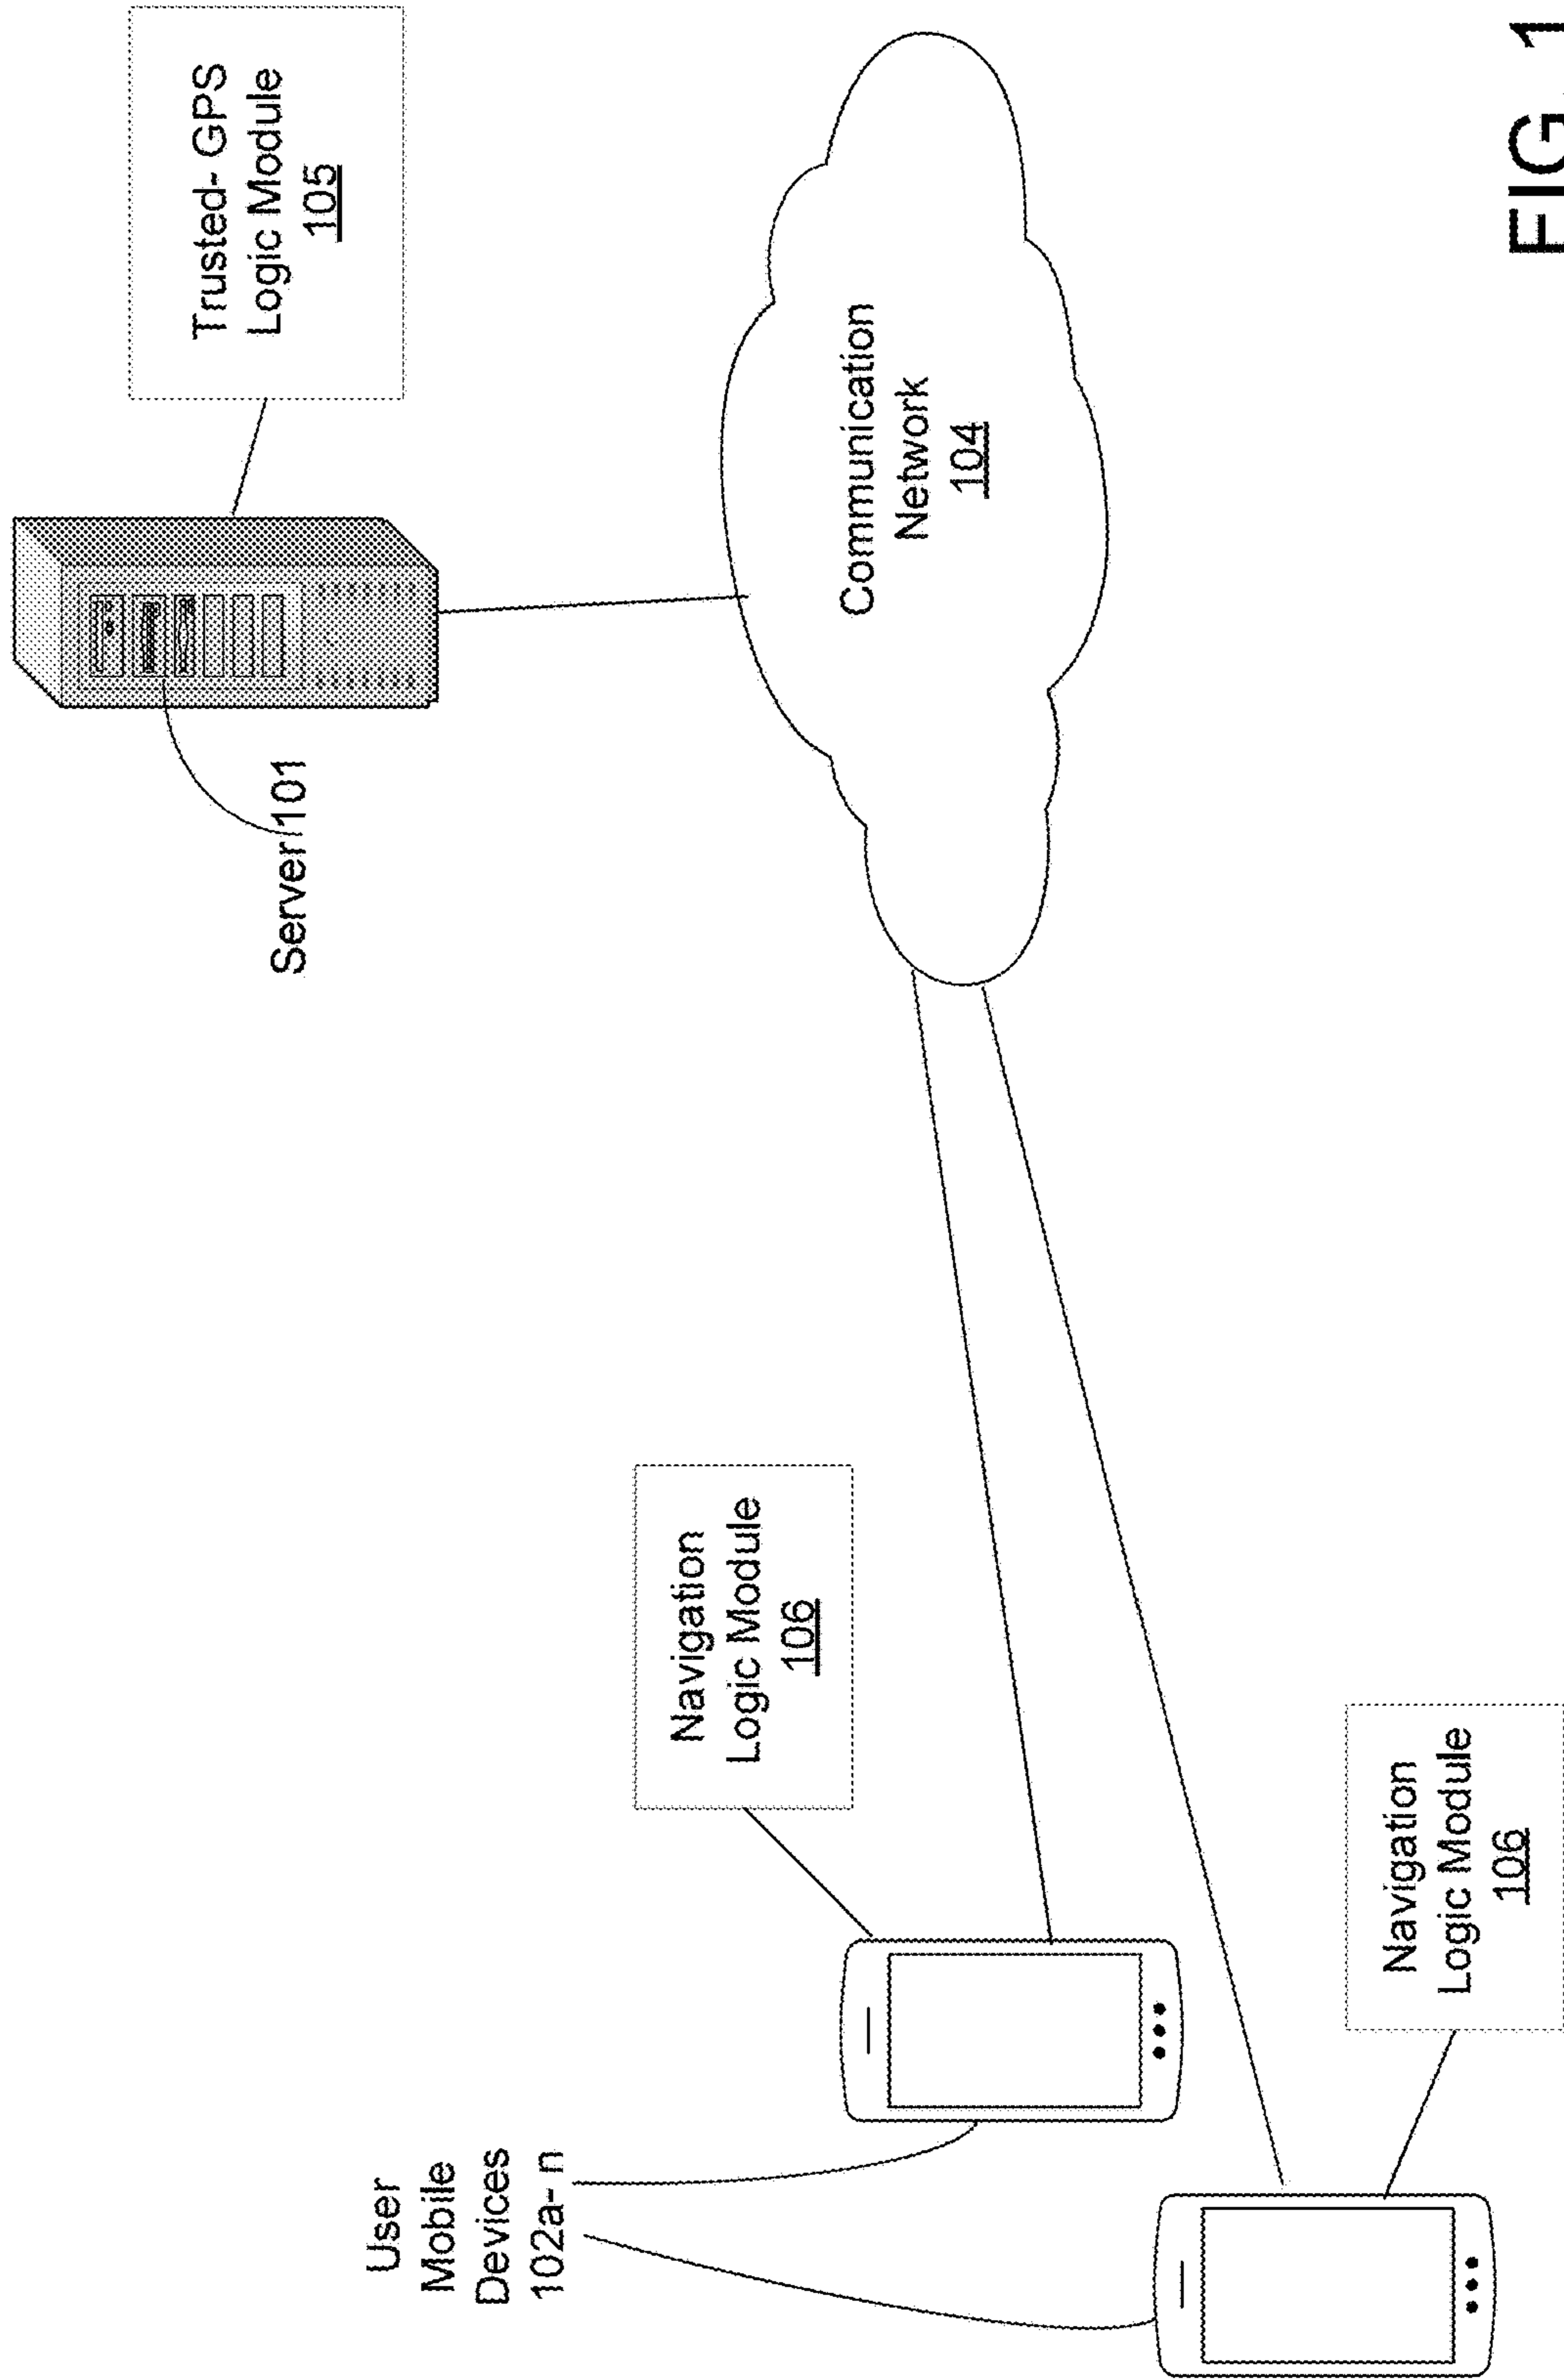 User
Mobile
Devices
102a- n
Navigation
Logic Module
106
Navigation
Logic Module
106
Server 101
Communication
Network
104
Trusted- GPS
Logic Module
105
FIG. 1